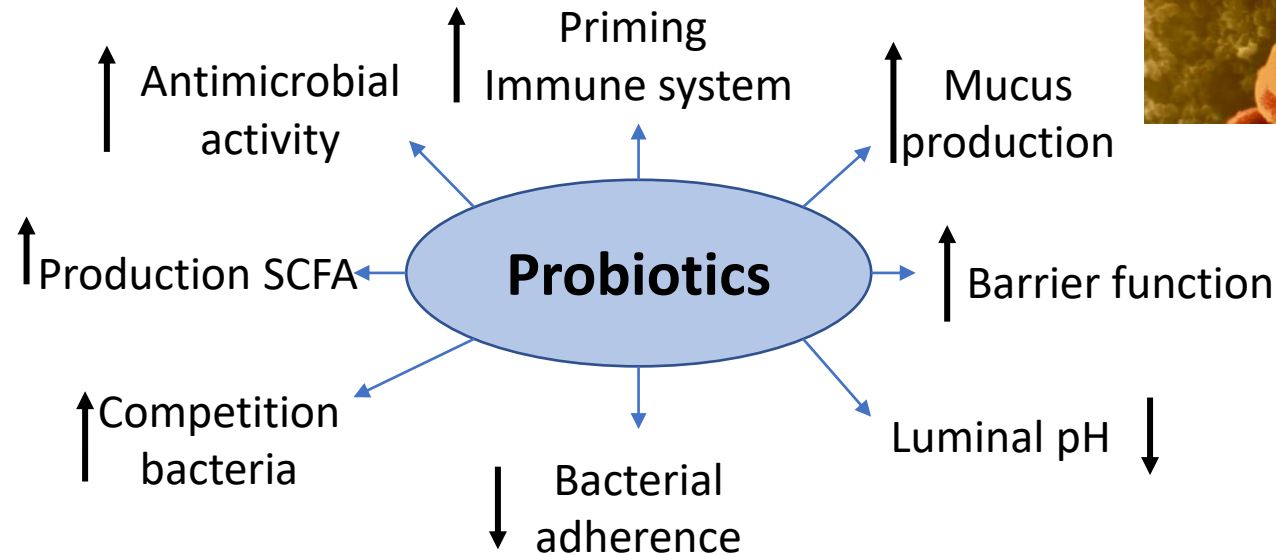 Priming
Immune system
Antimicrobial
activity
Mucus
production
Production SCFA
Probiotics
Barrier function
Competition
bacteria
Luminal pH
Bacterial
adherence